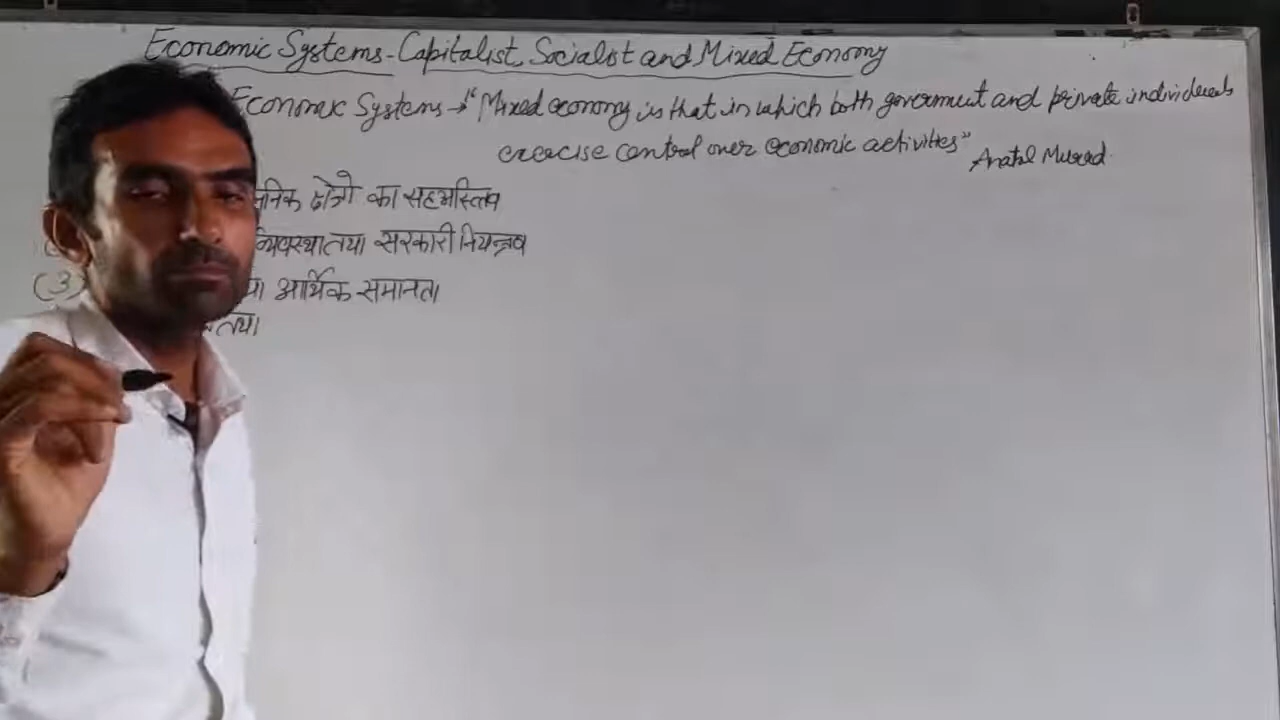 Economic Systems - Capitalist, Socialist and Mixed Economy
Economic Systems → "Mixed economy is that in which both government and private individuals
exercise control over economic activities" Anatol Murad
क्षेत्रो का सहअस्तित्व
व्यवस्था तथा सरकारी नियन्त्रण
(3) आर्थिक समानता
तथा